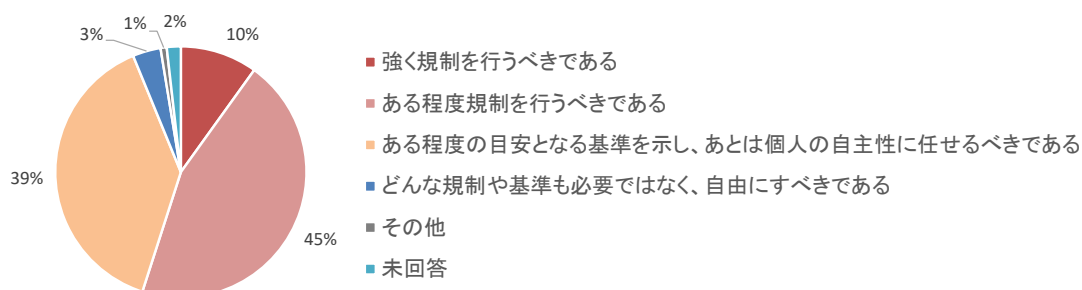 1%
2%
3%
10%
39%
45%
強く規制を行うべきである
ある程度規制を行うべきである
ある程度の目安となる基準を示し、あとは個人の自主性に任せるべきである
どんな規制や基準も必要ではなく、自由にすべきである
その他
未回答